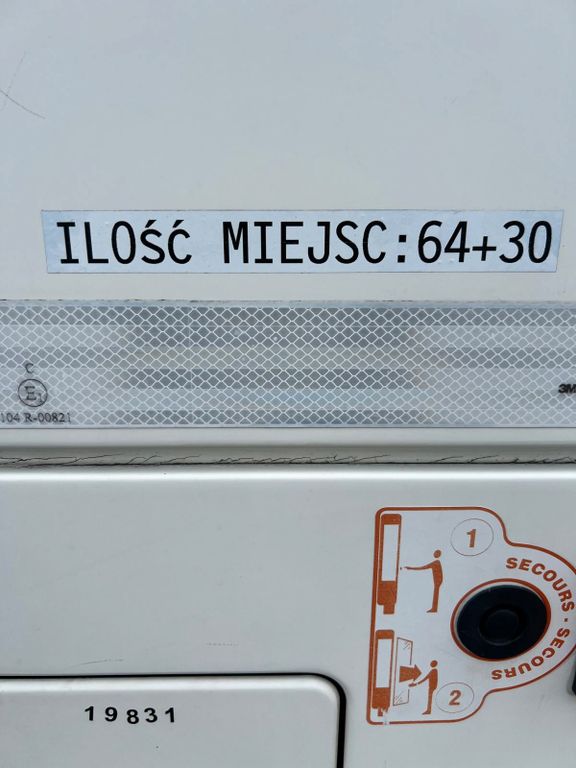 ILOŚĆ MIEJSC:64+30
C
E1
104 R-00821
3M
1
SECOURS · SECOURS
2
19831